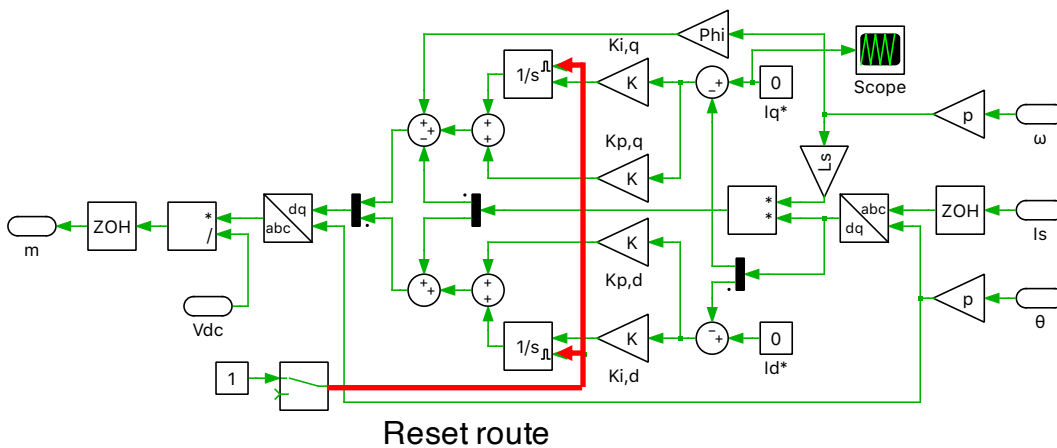 Ki,q
Phi
1/s
K
0
Iq*
Scope
p
ω
Kp,q
K
Ls
m
ZOH
*
/
dq
abc
*
*
abc
dq
ZOH
Is
K
Kp,d
Vdc
p
θ
1/s
K
Ki,d
0
Id*
1
Reset route